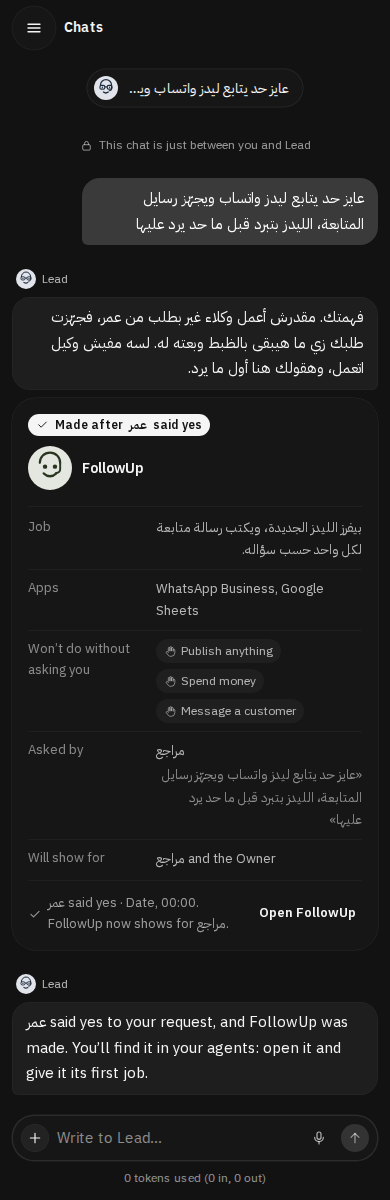 Chats
عايز حد يتابع ليدز واتساب وي...
This chat is just between you and Lead
عايز حد يتابع ليدز واتساب ويجهّز رسايل
المتابعة، الليدز بتبرد قبل ما حد يرد عليها
Lead
فهمتك. مقدرش أعمل وكلاء غير بطلب من عمر، فجهّزت
طلبك زي ما هيبقى بالظبط وبعته له. لسه مفيش وكيل
اتعمل، وهقولك هنا أول ما يرد.
Made after عمر said yes
FollowUp
Job
بيفرز الليدز الجديدة، ويكتب رسالة متابعة
لكل واحد حسب سؤاله.
Apps
WhatsApp Business, Google
Sheets
Won't do without
asking you
Publish anything
Spend money
Message a customer
Asked by
مراجع
«عايز حد يتابع ليدز واتساب ويجهّز رسايل
المتابعة، الليدز بتبرد قبل ما حد يرد
عليها»
Will show for
مراجع and the Owner
عمر said yes · Date, 00:00.
FollowUp now shows for مراجع.
Open FollowUp
Lead
عمر said yes to your request, and FollowUp was
made. You'll find it in your agents: open it and
give it its first job.
Write to Lead...
0 tokens used (0 in, 0 out)